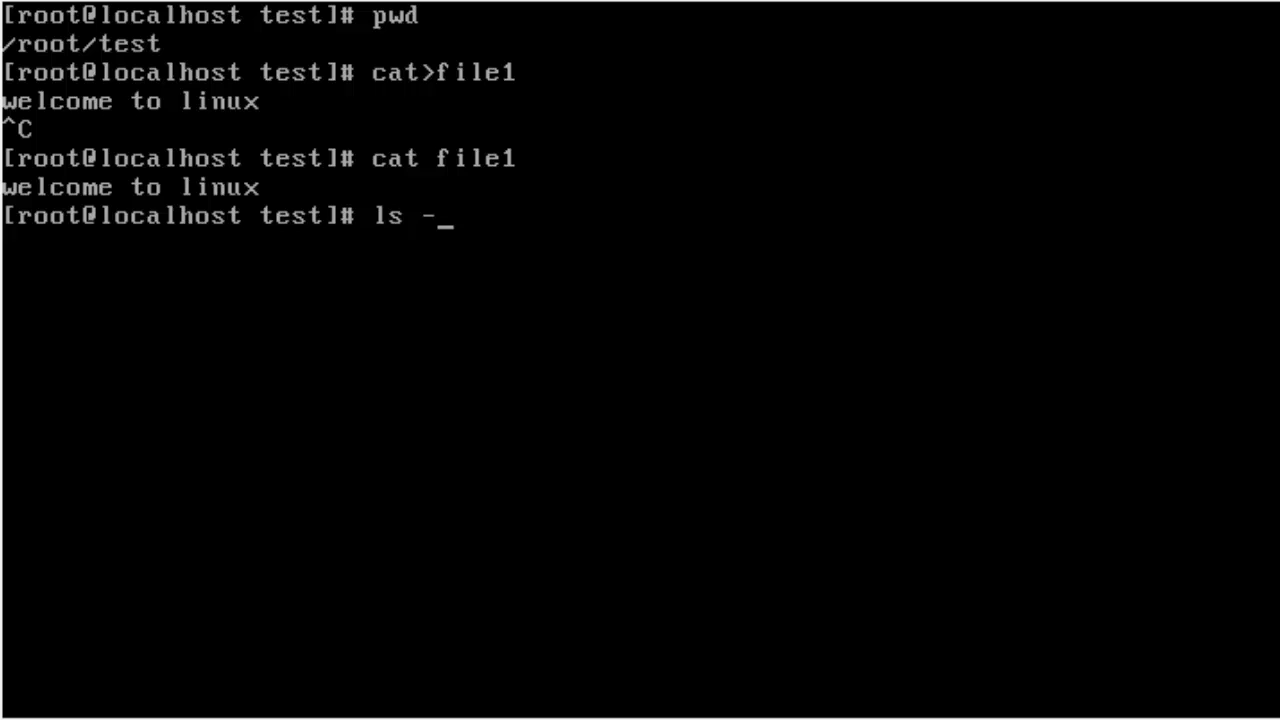 [root@localhost test]# pwd
/root/test
[root@localhost test]# cat>file1
welcome to linux
^C
[root@localhost test]# cat file1
welcome to linux
[root@localhost test]# ls -_